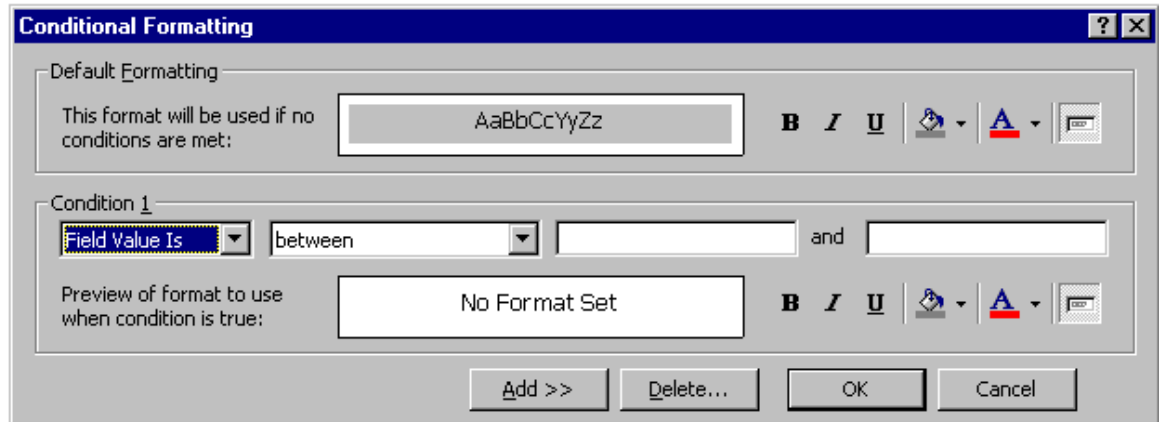 Conditional Formatting
Default Formatting
This format will be used if no
conditions are met:
AaBbCcYyZz
B I U A
Condition 1
Field Value Is between and
Preview of format to use
when condition is true:
No Format Set
B I U A
Add >> Delete... OK Cancel